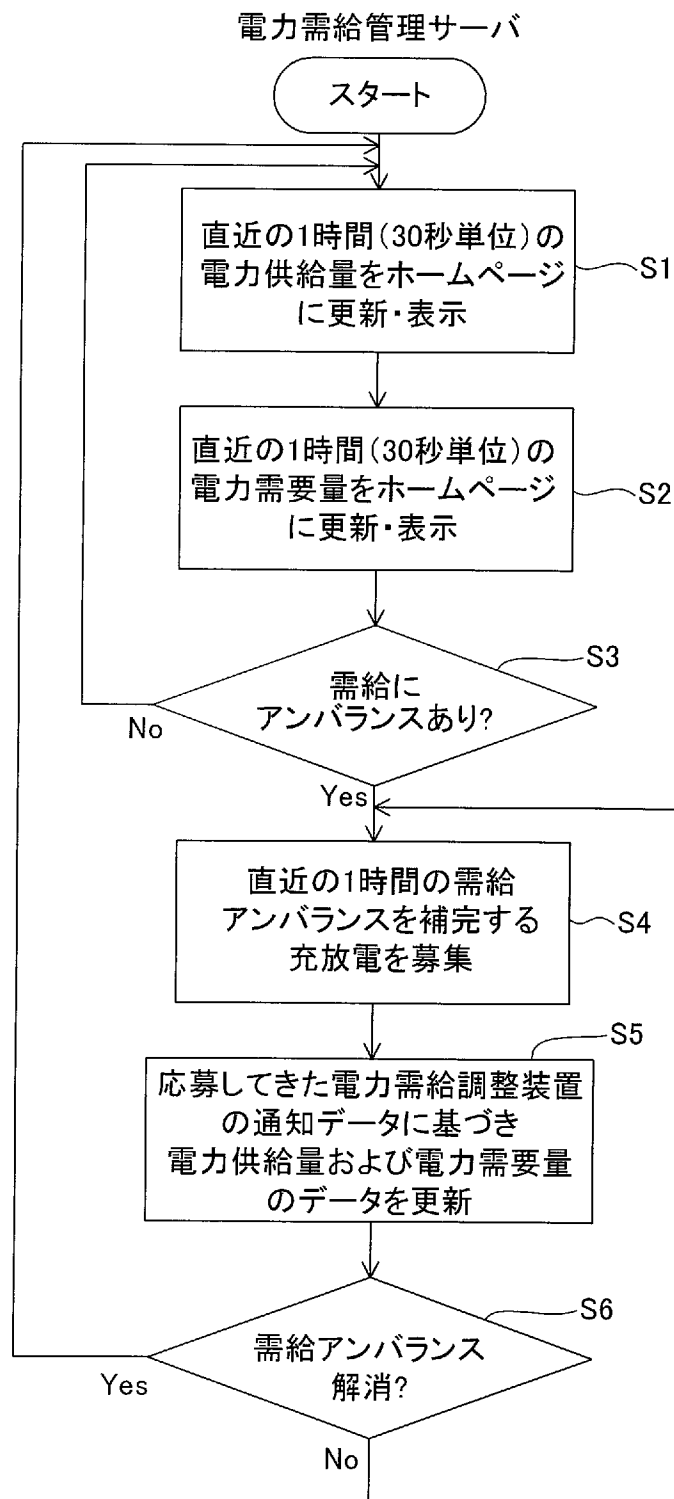 電力需給管理サーバ
スタート
直近の1時間(30秒単位)の
電力供給量をホームページ
に更新・表示
S1
直近の1時間(30秒単位)の
電力需要量をホームページ
に更新・表示
S2
需給に
アンバランスあり?
S3
No
Yes
直近の1時間の需給
アンバランスを補完する
充放電を募集
S4
応募してきた電力需給調整装置
の通知データに基づき
電力供給量および電力需要量
のデータを更新
S5
需給アンバランス
解消?
S6
Yes
No